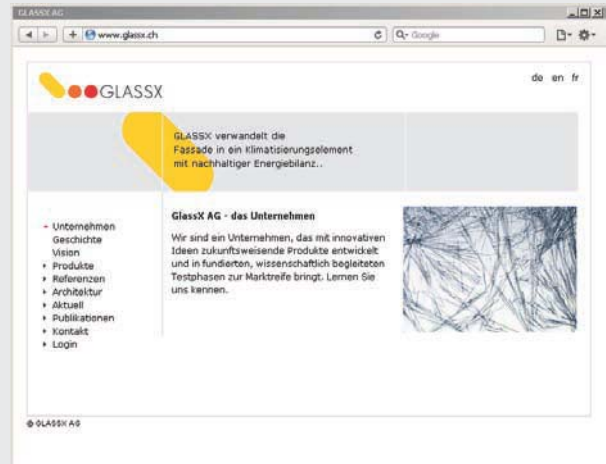 GLASSX AG
www.glassx.ch
Google
de en fr
GLASSX
GLASSX verwandelt die
Fassade in ein Klimatisierungselement
mit nachhaltiger Energiebilanz..
Unternehmen
Geschichte
Vision
Produkte
Referenzen
Architektur
Aktuell
Publikationen
Kontakt
Login
GlassX AG - das Unternehmen
Wir sind ein Unternehmen, das mit innovativen
Ideen zukunftsweisende Produkte entwickelt
und in fundierten, wissenschaftlich begleiteten
Testphasen zur Marktreife bringt. Lernen Sie
uns kennen.
© GLASSX AG